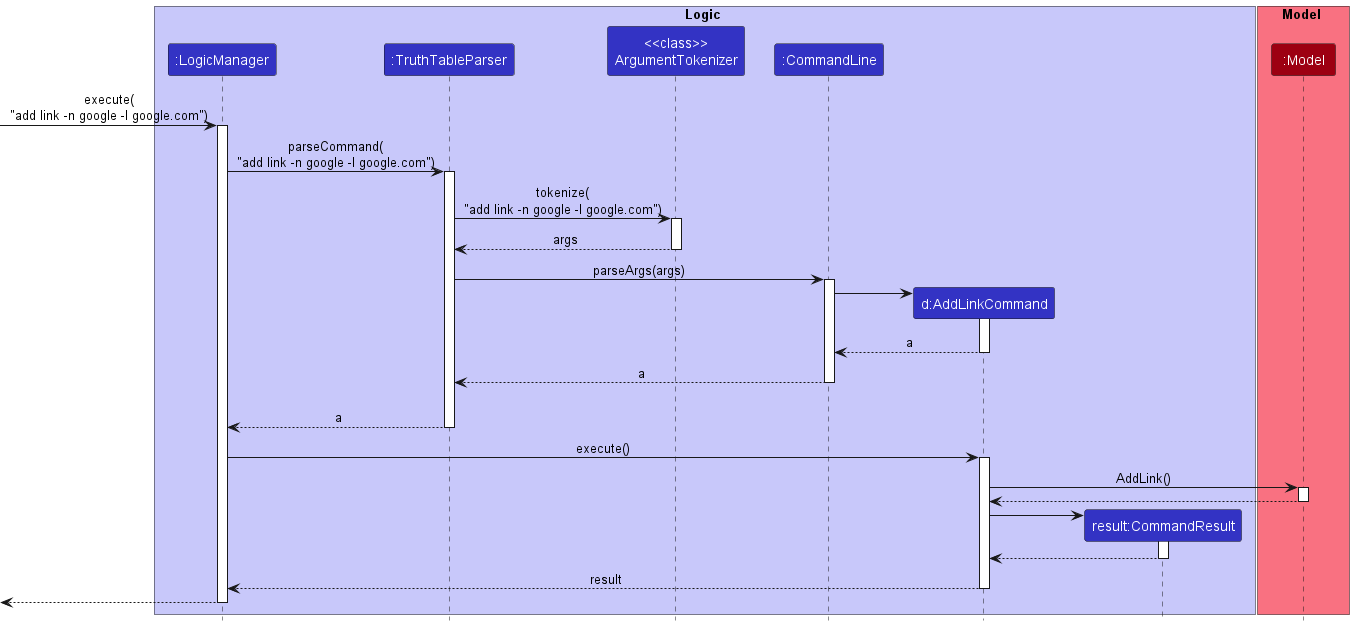 Logic
Model
:LogicManager
:TruthTableParser
<<class>>
ArgumentTokenizer
:CommandLine
:Model
execute(
"add link -n google -l google.com")
parseCommand(
"add link -n google -l google.com")
tokenize(
"add link -n google -l google.com")
args
parseArgs(args)
d:AddLinkCommand
a
a
a
execute()
AddLink()
result:CommandResult
result